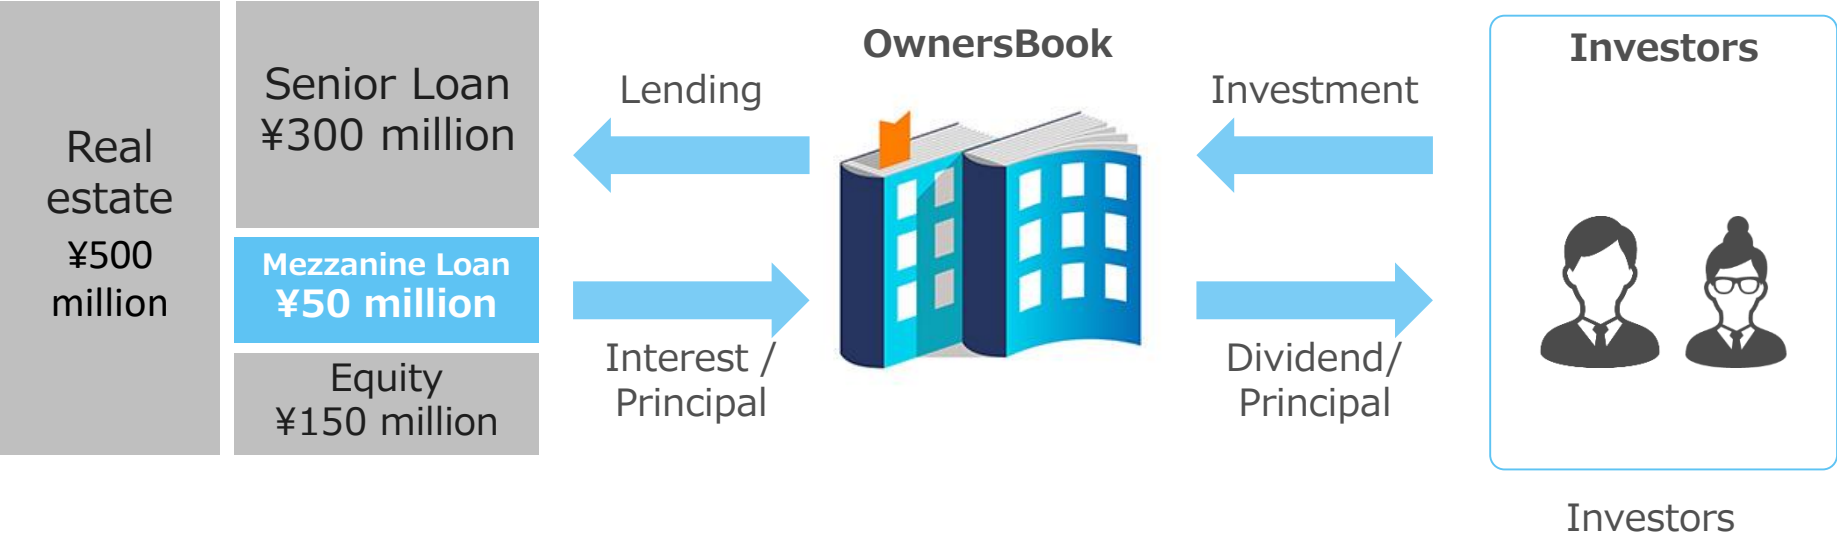 Real
estate
¥500
million
Senior Loan
¥300 million
Mezzanine Loan
¥50 million
Equity
¥150 million
Lending
Interest /
Principal
OwnersBook
Investment
Dividend/
Principal
Investors
Investors